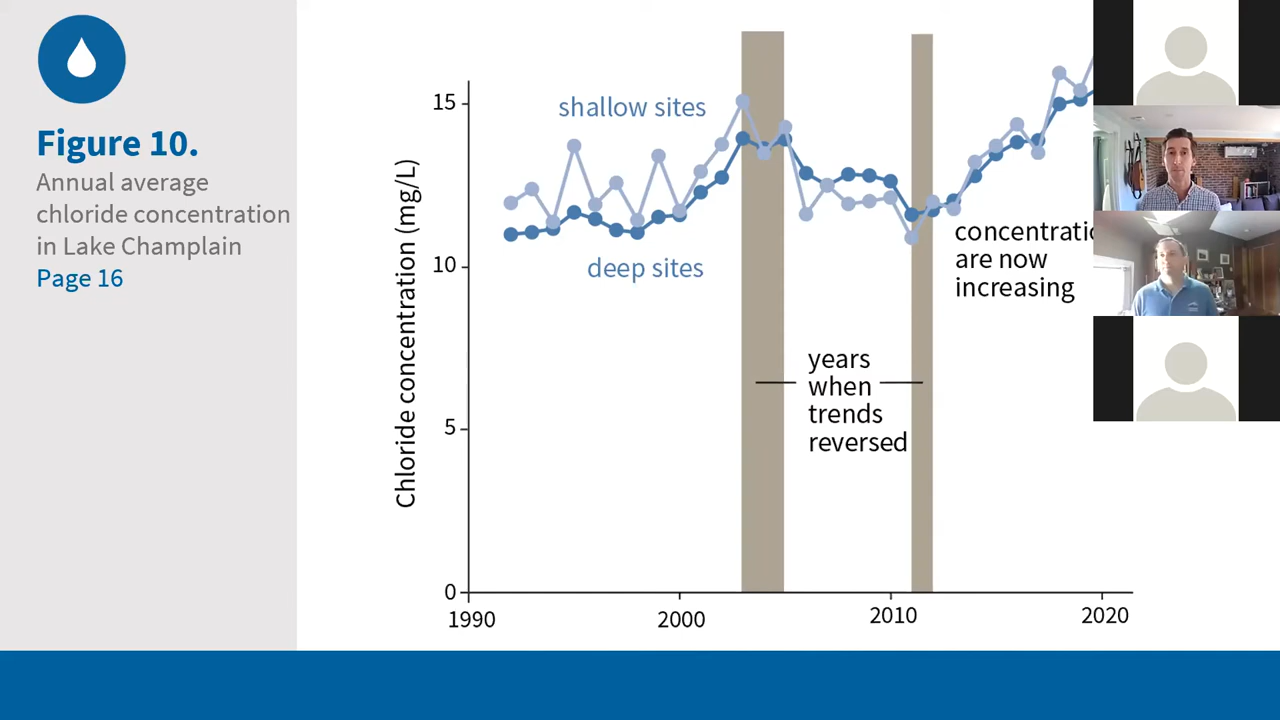 Figure 10.
Annual average
chloride concentration
in Lake Champlain
Page 16
Chloride concentration (mg/L)
15
10
5
0
1990
2000
2010
2020
shallow sites
deep sites
years
when
trends
reversed
concentratio
are now
increasing